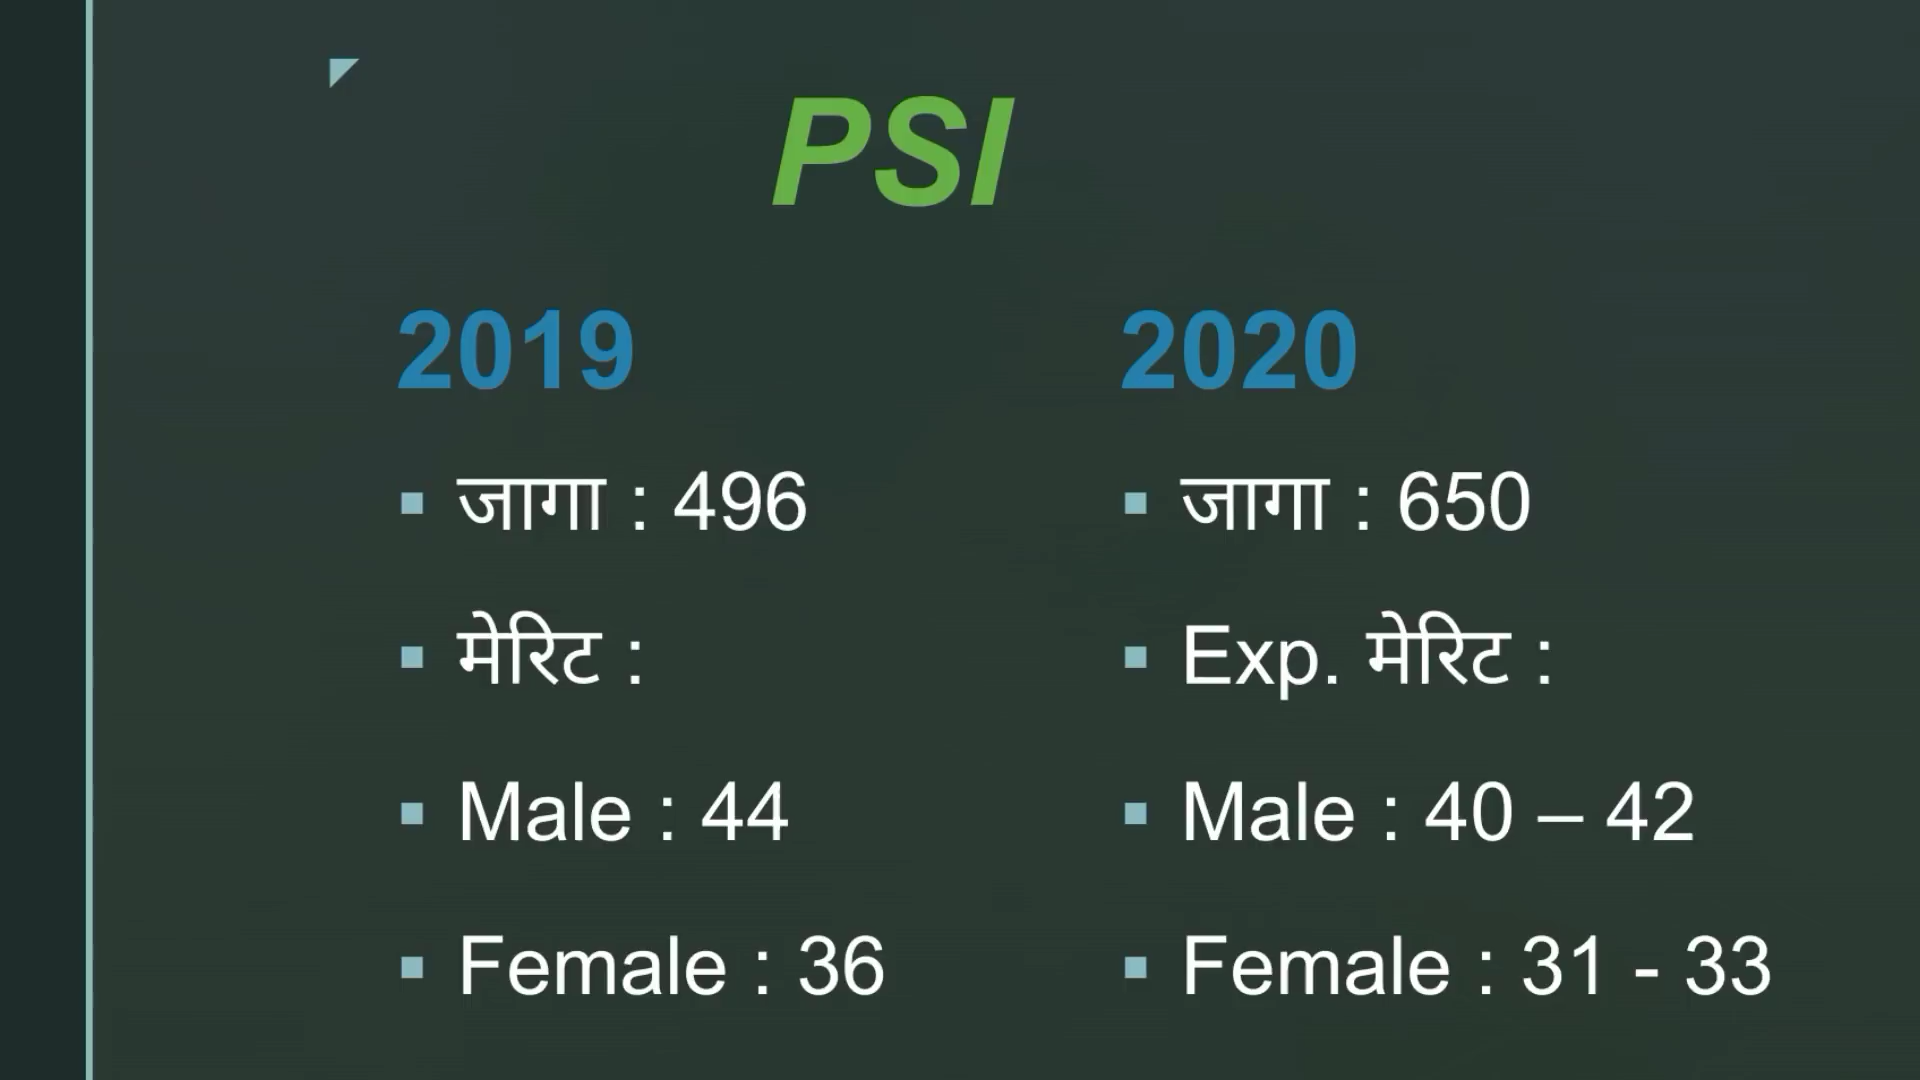 PSI
2019
जागा : 496
मेरिट :
Male : 44
Female : 36
2020
जागा : 650
Exp. मेरिट :
Male : 40 – 42
Female : 31 - 33